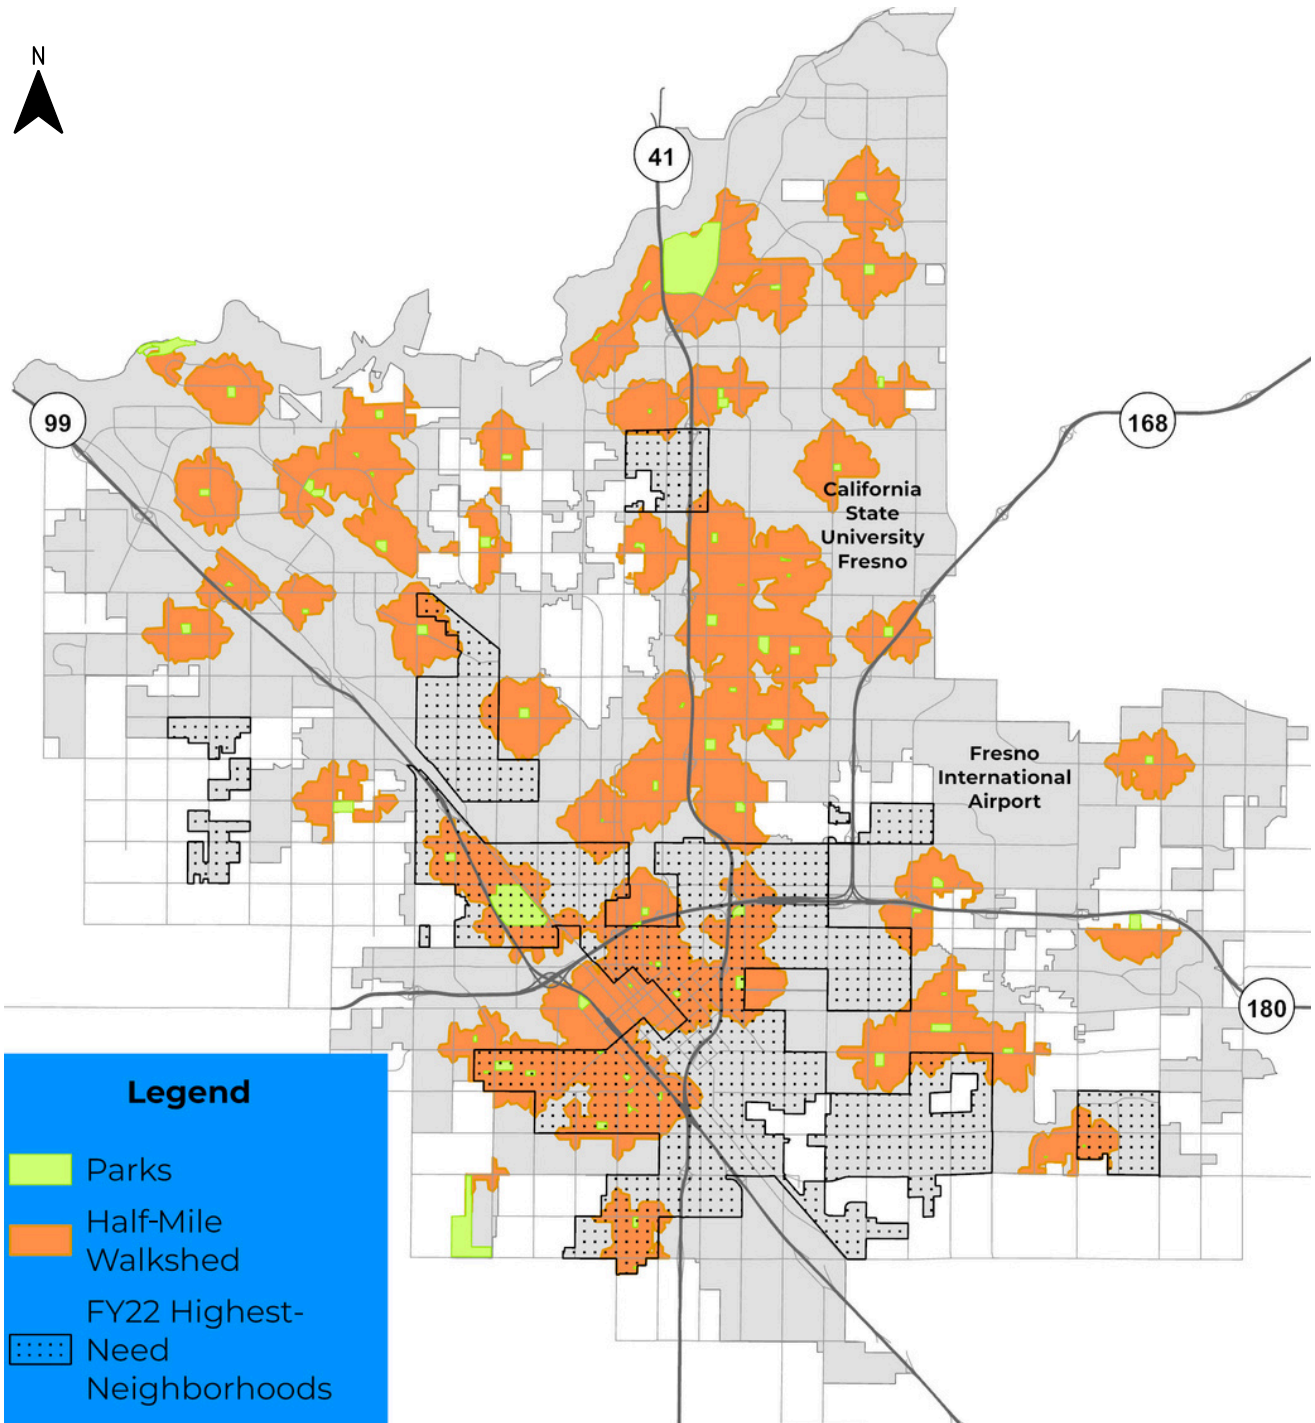 N
41
99
168
California
State
University
Fresno
Fresno
International
Airport
180
Legend
Parks
Half-Mile
Walkshed
FY22 Highest-
Need
Neighborhoods